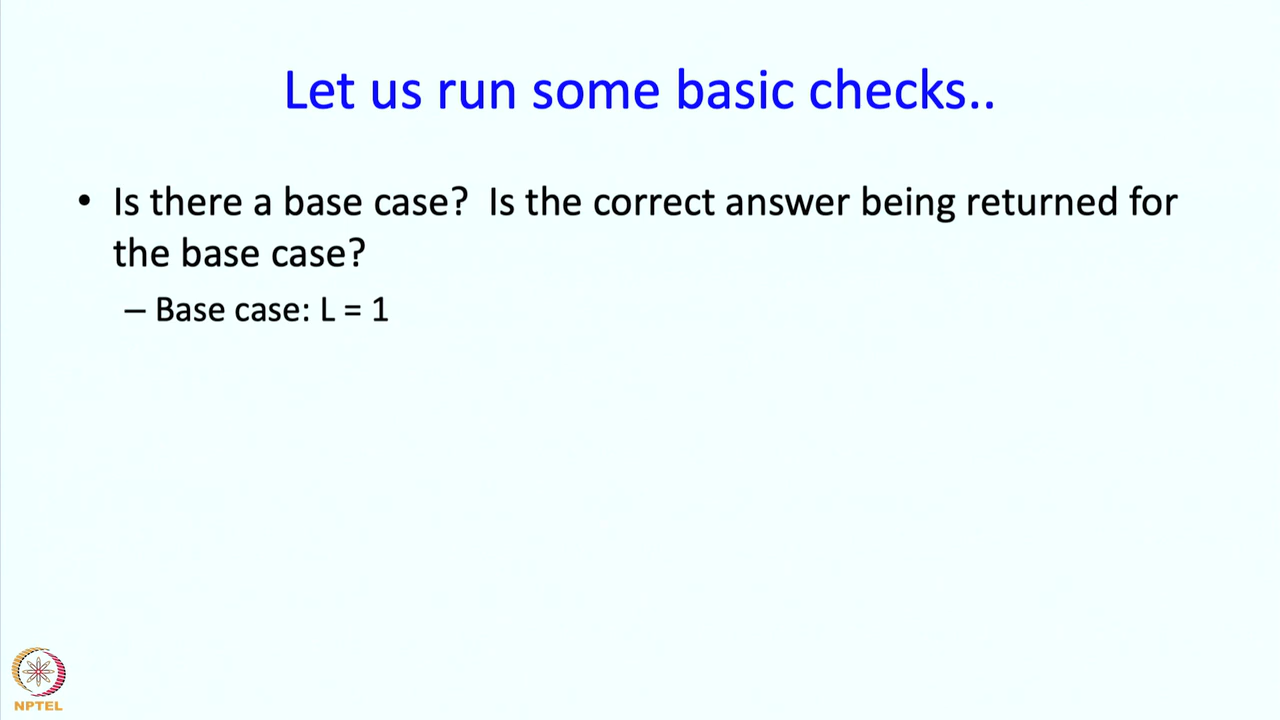 Let us run some basic checks..
• Is there a base case?  Is the correct answer being returned for
the base case?
– Base case: L = 1
NPTEL